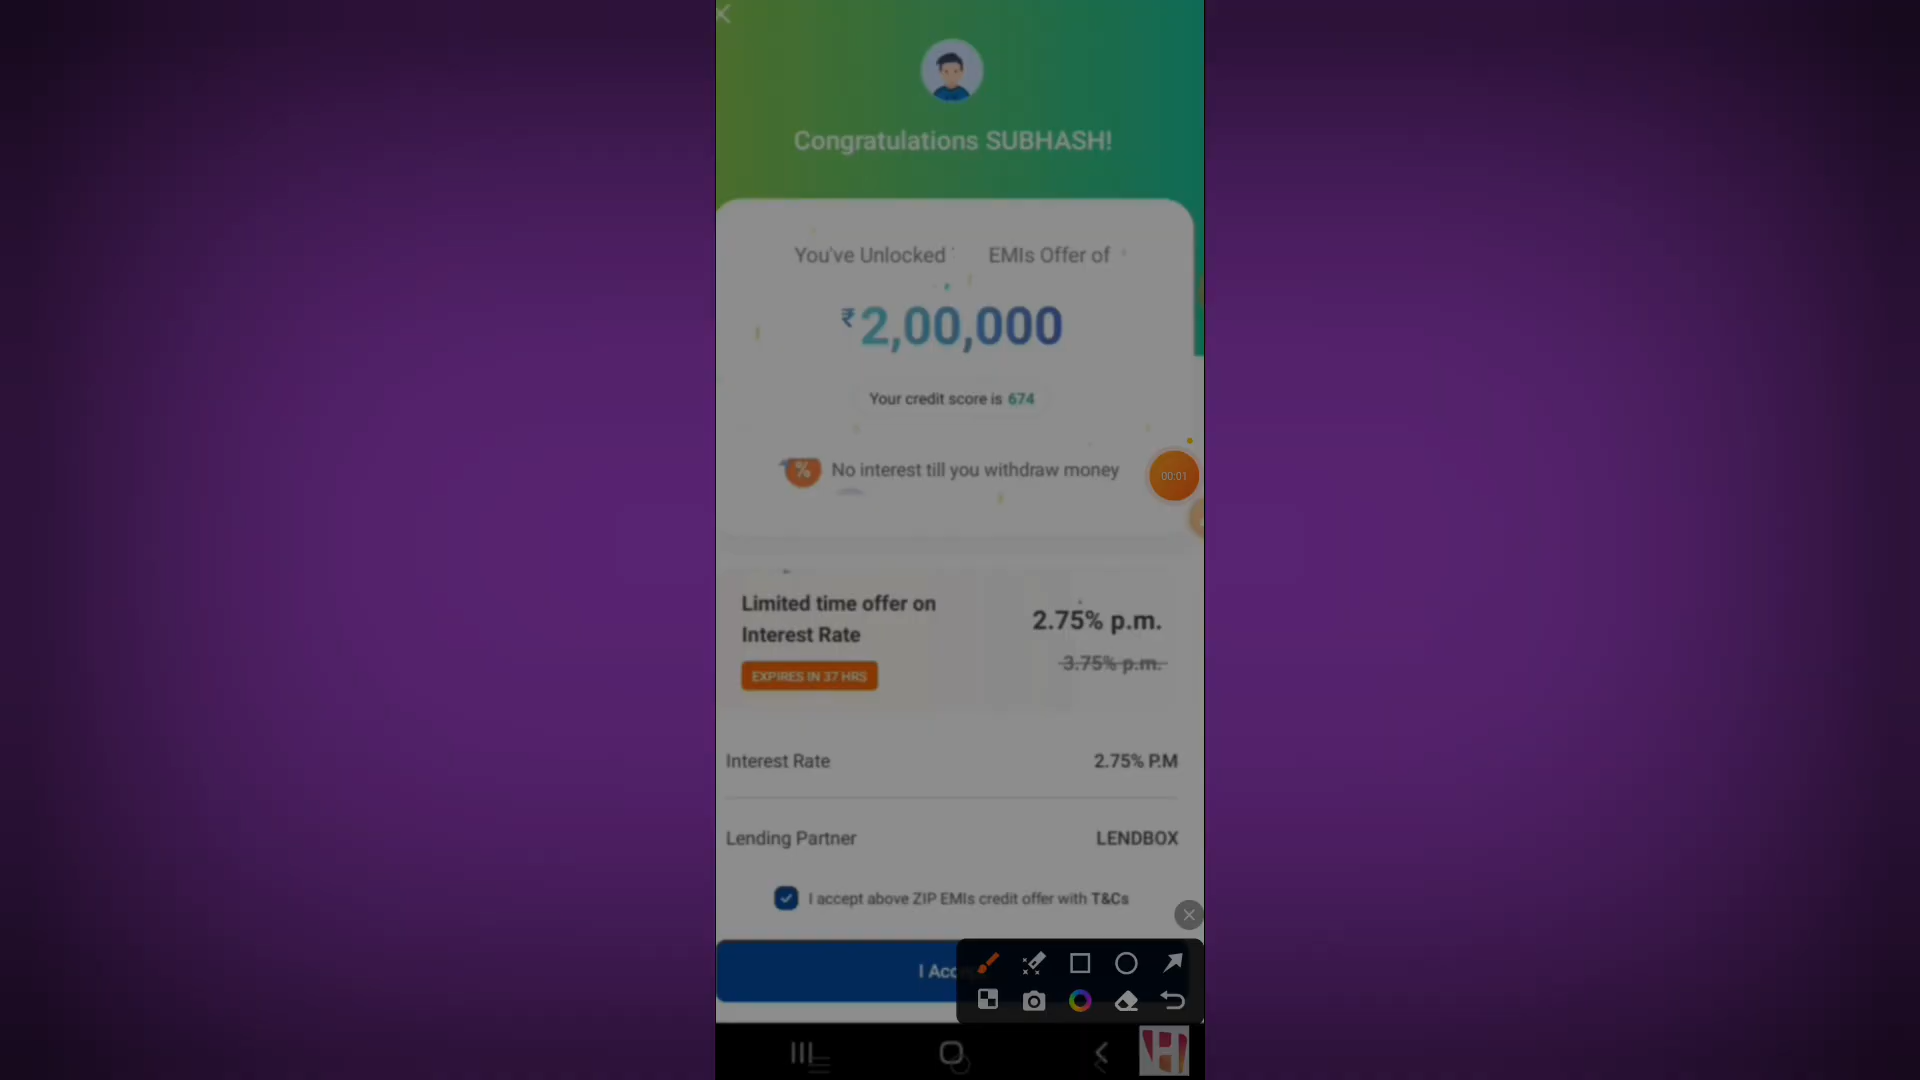 Congratulations SUBHASH!
You've Unlocked EMIs Offer of
₹2,00,000
Your credit score is 674
% No interest till you withdraw money
00:01
Limited time offer on
Interest Rate
2.75% p.m.
3.75% p.m.
EXPIRES IN 37 HRS
Interest Rate 2.75% P.M
Lending Partner LENDBOX
I accept above ZIP EMIs credit offer with T&Cs
I Acc